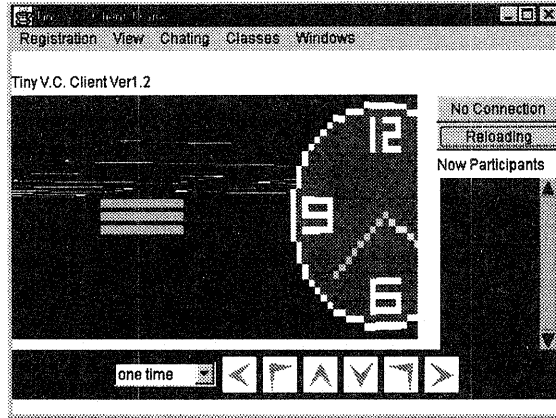 Registration View Chating Classes Windows
Tiny V.C. Client Ver1.2
No Connection
Reloading
Now Participants
12
9
6
one time